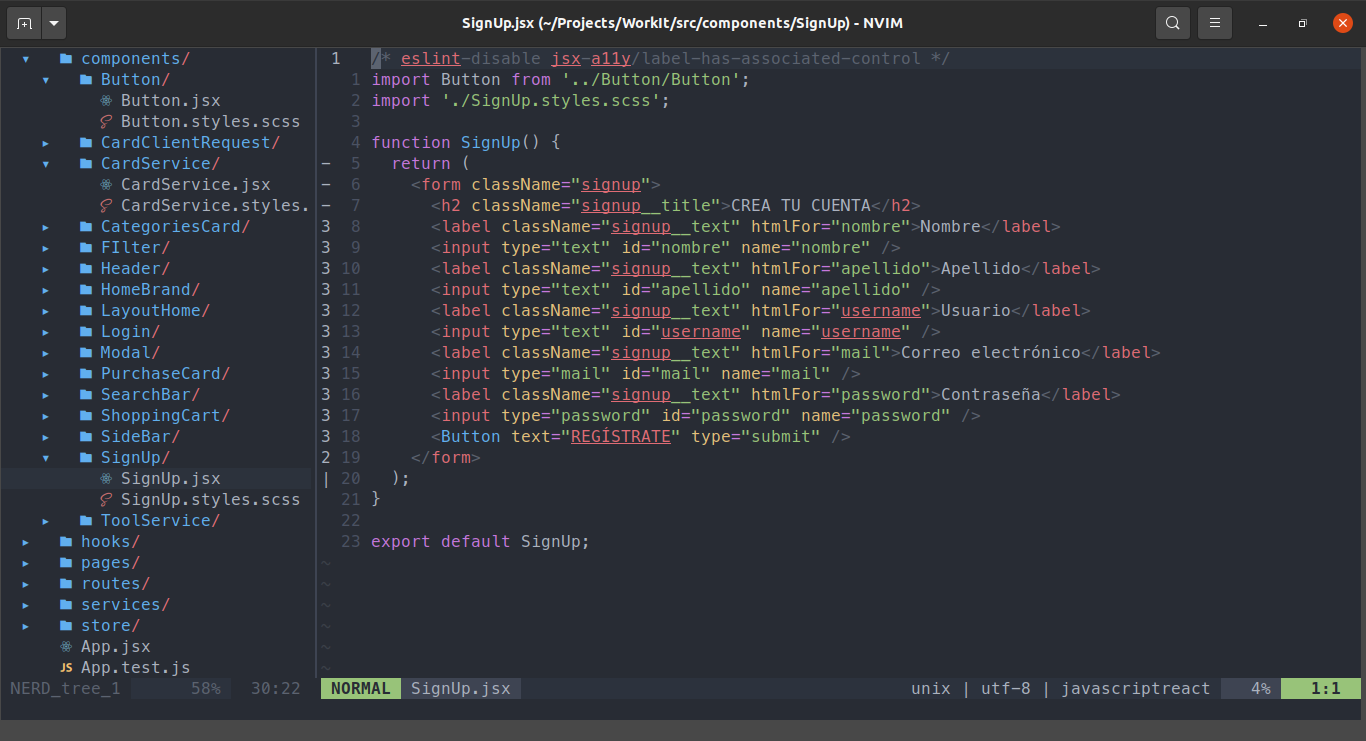 SignUp.jsx (~/Projects/WorkIt/src/components/SignUp) - NVIM
components/
Button/
Button.jsx
Button.styles.scss
CardClientRequest/
CardService/
CardService.jsx
CardService.styles.
CategoriesCard/
FIlter/
Header/
HomeBrand/
LayoutHome/
Login/
Modal/
PurchaseCard/
SearchBar/
ShoppingCart/
SideBar/
SignUp/
SignUp.jsx
SignUp.styles.scss
ToolService/
hooks/
pages/
routes/
services/
store/
App.jsx
JS App.test.js
NERD_tree_1 58% 30:22
1 /* eslint-disable jsx-a11y/label-has-associated-control */
1 import Button from '../Button/Button';
2 import './SignUp.styles.scss';
3
4 function SignUp() {
– 5 return (
– 6 <form className="signup">
– 7 <h2 className="signup__title">CREA TU CUENTA</h2>
3 8 <label className="signup__text" htmlFor="nombre">Nombre</label>
3 9 <input type="text" id="nombre" name="nombre" />
3 10 <label className="signup__text" htmlFor="apellido">Apellido</label>
3 11 <input type="text" id="apellido" name="apellido" />
3 12 <label className="signup__text" htmlFor="username">Usuario</label>
3 13 <input type="text" id="username" name="username" />
3 14 <label className="signup__text" htmlFor="mail">Correo electrónico</label>
3 15 <input type="mail" id="mail" name="mail" />
3 16 <label className="signup__text" htmlFor="password">Contraseña</label>
3 17 <input type="password" id="password" name="password" />
3 18 <Button text="REGÍSTRATE" type="submit" />
2 19 </form>
| 20 );
21 }
22
23 export default SignUp;
~
~
~
~
~
~
NORMAL SignUp.jsx unix | utf-8 | javascriptreact 4% 1:1